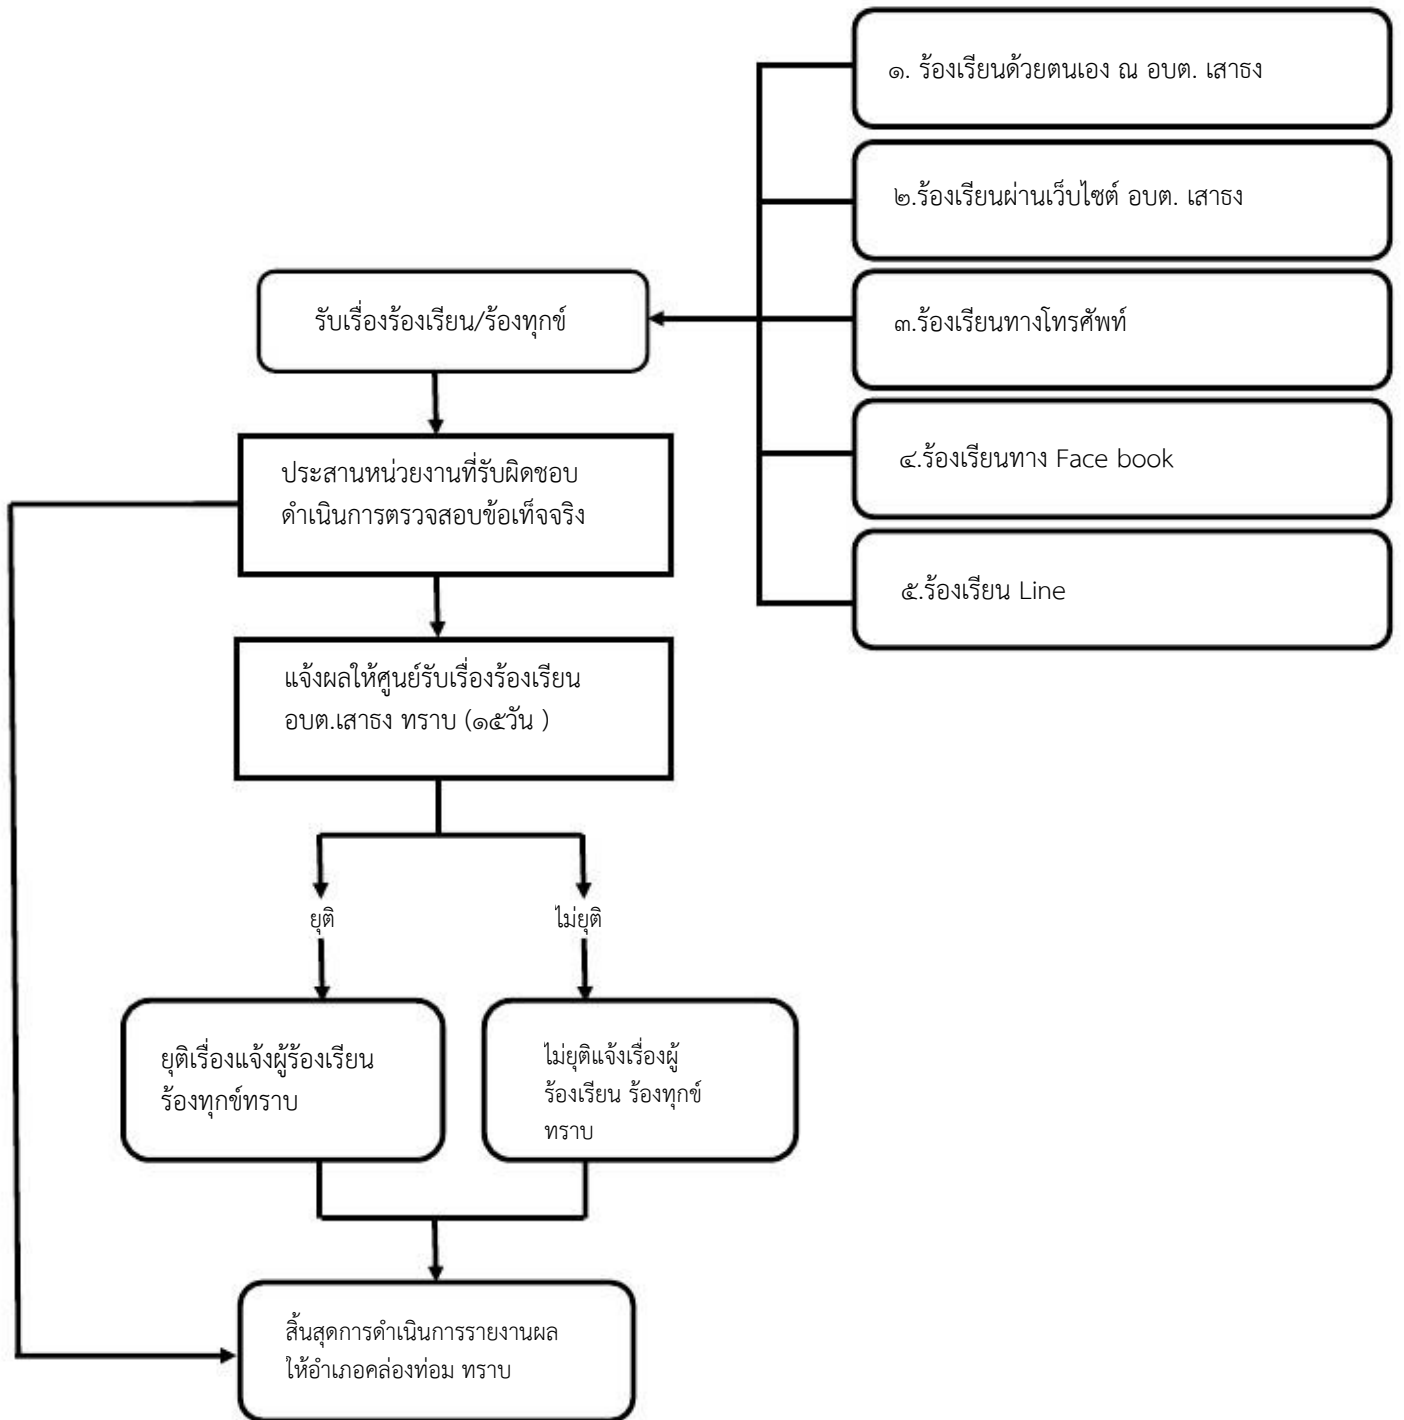 ๑. ร้องเรียนด้วยตนเอง ณ อบต. เสาธง
๒.ร้องเรียนผ่านเว็บไซต์ อบต. เสาธง
รับเรื่องร้องเรียน/ร้องทุกข์
๓.ร้องเรียนทางโทรศัพท์
๔.ร้องเรียนทาง Face book
๕.ร้องเรียน Line
ประสานหน่วยงานที่รับผิดชอบ
ดำเนินการตรวจสอบข้อเท็จจริง
แจ้งผลให้ศูนย์รับเรื่องร้องเรียน
อบต.เสาธง ทราบ (๑๕วัน )
ยุติ
ไม่ยุติ
ยุติเรื่องแจ้งผู้ร้องเรียน
ร้องทุกข์ทราบ
ไม่ยุติแจ้งเรื่องผู้
ร้องเรียน ร้องทุกข์
ทราบ
สิ้นสุดการดำเนินการรายงานผล
ให้อำเภอคล่องท่อม ทราบ